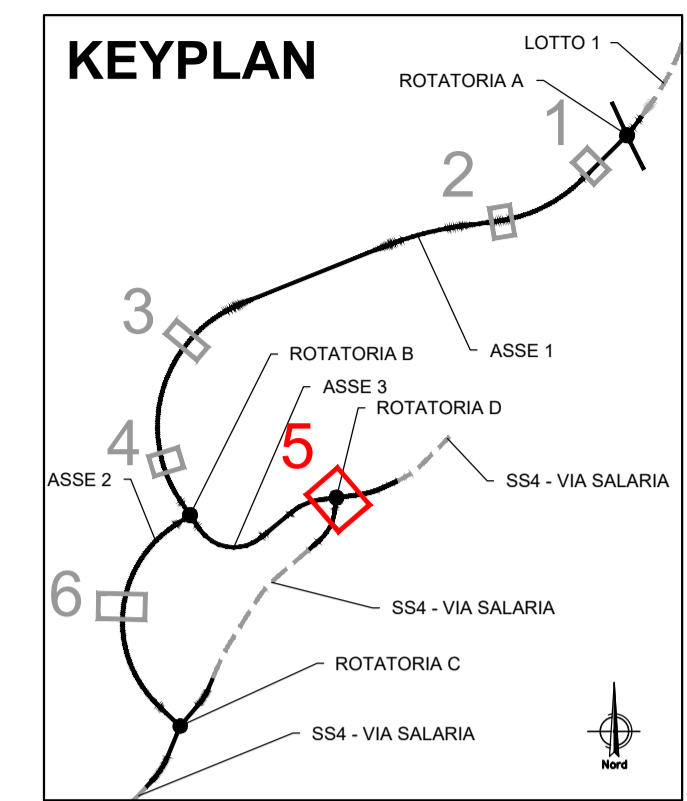 KEYPLAN
LOTTO 1
ROTATORIA A
1
2
3
ROTATORIA B
ASSE 1
ASSE 3
ROTATORIA D
4
5
ASSE 2
SS4 - VIA SALARIA
6
SS4 - VIA SALARIA
ROTATORIA C
SS4 - VIA SALARIA
Nord